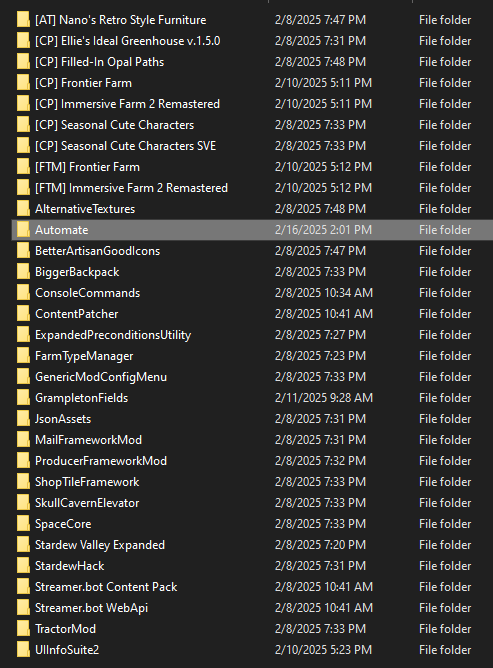 [AT] Nano's Retro Style Furniture 2/8/2025 7:47 PM File folder
[CP] Ellie's Ideal Greenhouse v.1.5.0 2/8/2025 7:31 PM File folder
[CP] Filled-In Opal Paths 2/8/2025 7:48 PM File folder
[CP] Frontier Farm 2/10/2025 5:11 PM File folder
[CP] Immersive Farm 2 Remastered 2/10/2025 5:11 PM File folder
[CP] Seasonal Cute Characters 2/8/2025 7:33 PM File folder
[CP] Seasonal Cute Characters SVE 2/8/2025 7:33 PM File folder
[FTM] Frontier Farm 2/10/2025 5:12 PM File folder
[FTM] Immersive Farm 2 Remastered 2/10/2025 5:12 PM File folder
AlternativeTextures 2/8/2025 7:48 PM File folder
Automate 2/16/2025 2:01 PM File folder
BetterArtisanGoodIcons 2/8/2025 7:47 PM File folder
BiggerBackpack 2/8/2025 7:33 PM File folder
ConsoleCommands 2/8/2025 10:34 AM File folder
ContentPatcher 2/8/2025 10:41 AM File folder
ExpandedPreconditionsUtility 2/8/2025 7:27 PM File folder
FarmTypeManager 2/8/2025 7:23 PM File folder
GenericModConfigMenu 2/8/2025 7:33 PM File folder
GrampletonFields 2/11/2025 9:28 AM File folder
JsonAssets 2/8/2025 7:31 PM File folder
MailFrameworkMod 2/8/2025 7:31 PM File folder
ProducerFrameworkMod 2/8/2025 7:32 PM File folder
ShopTileFramework 2/8/2025 7:33 PM File folder
SkullCavernElevator 2/8/2025 7:33 PM File folder
SpaceCore 2/8/2025 7:33 PM File folder
Stardew Valley Expanded 2/8/2025 7:20 PM File folder
StardewHack 2/8/2025 7:31 PM File folder
Streamer.bot Content Pack 2/8/2025 10:41 AM File folder
Streamer.bot WebApi 2/8/2025 10:41 AM File folder
TractorMod 2/8/2025 7:33 PM File folder
UIInfoSuite2 2/10/2025 5:23 PM File folder